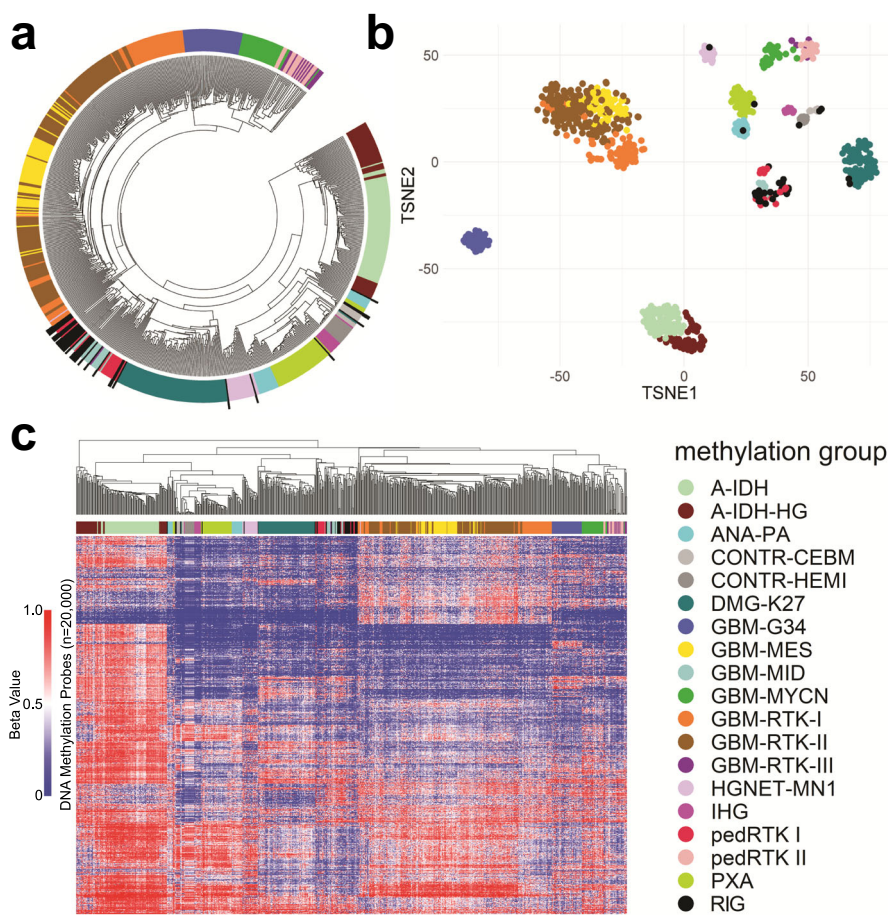 a
b
50
0
-50
TSNE2
-50
0
50
TSNE1
c
1.0
0.5
0
Beta Value
DNA Methylation Probes (n=20,000)
methylation group
A-IDH
A-IDH-HG
ANA-PA
CONTR-CEBM
CONTR-HEMI
DMG-K27
GBM-G34
GBM-MES
GBM-MID
GBM-MYCN
GBM-RTK-I
GBM-RTK-II
GBM-RTK-III
HGNET-MN1
IHG
pedRTK I
pedRTK II
PXA
RIG